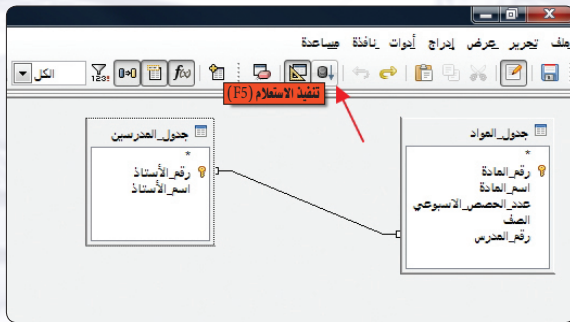 ملف تحرير عرض إدراج أدوات نافذة مساعدة
الكل
123!
f(x)
تنفيذ الاستعلام (F5)
جدول_المواد
*
رقم_المادة
اسم_المادة
عدد_الحصص_الاسبوعي
الصف
رقم_المدرس
جدول_المدرسين
*
رقم_الأستاذ
اسم_الأستاذ